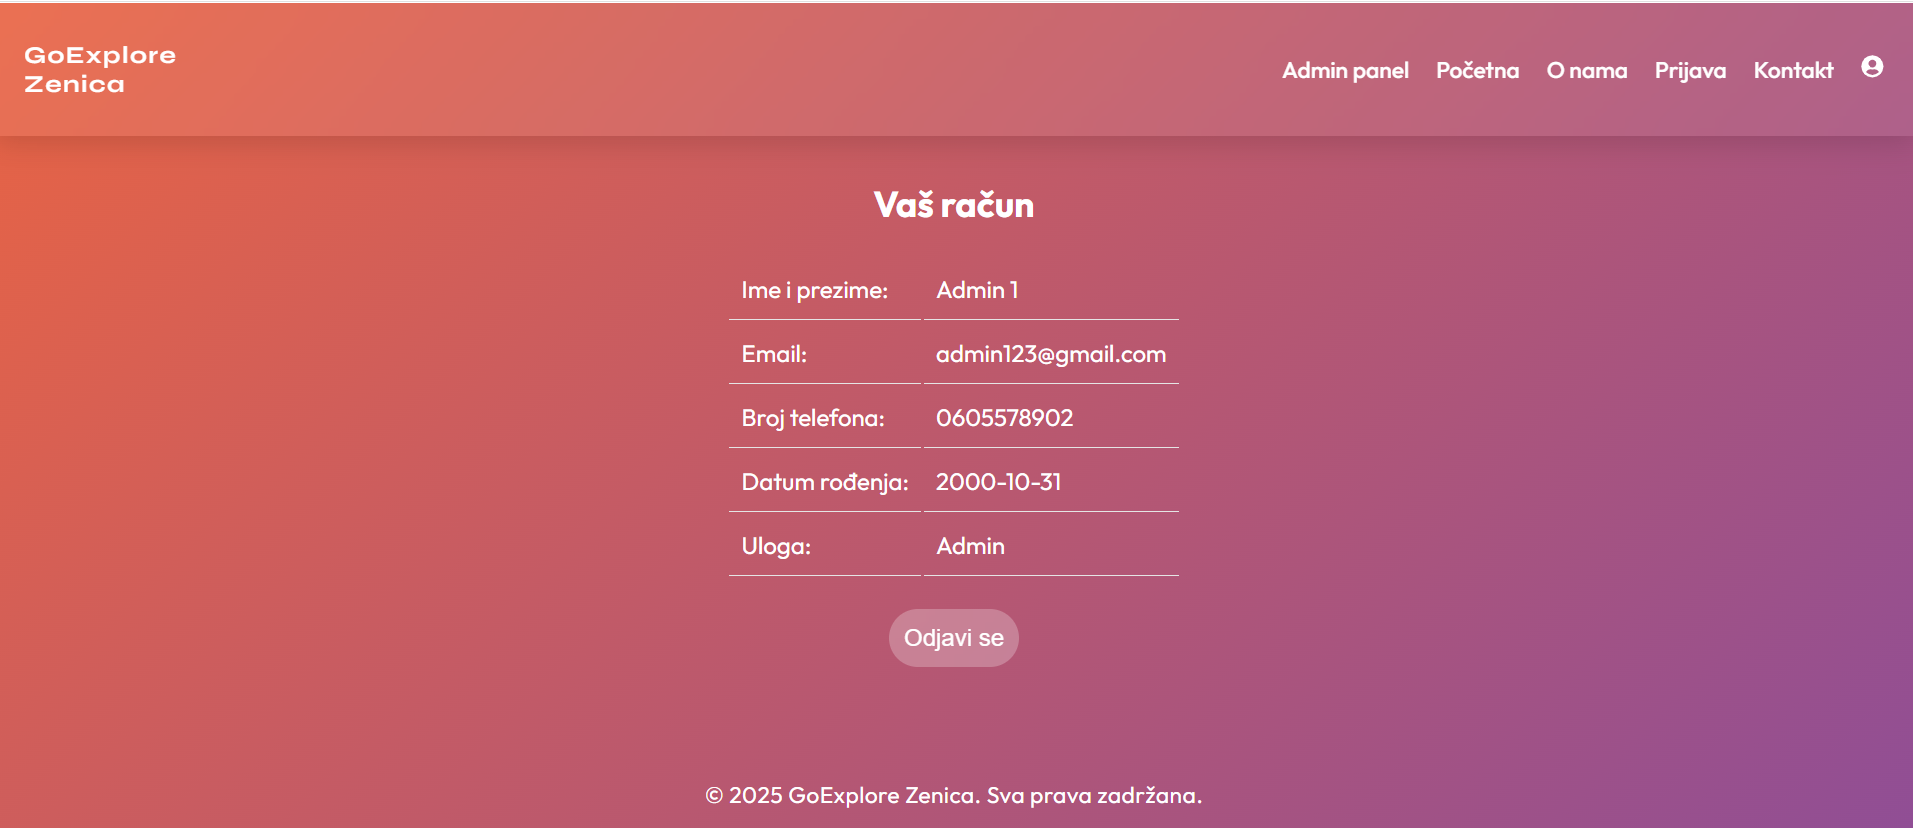 GoExplore
Zenica
Admin panel Početna O nama Prijava Kontakt
Vaš račun
Ime i prezime: Admin 1
Email: admin123@gmail.com
Broj telefona: 0605578902
Datum rođenja: 2000-10-31
Uloga: Admin
Odjavi se
© 2025 GoExplore Zenica. Sva prava zadržana.